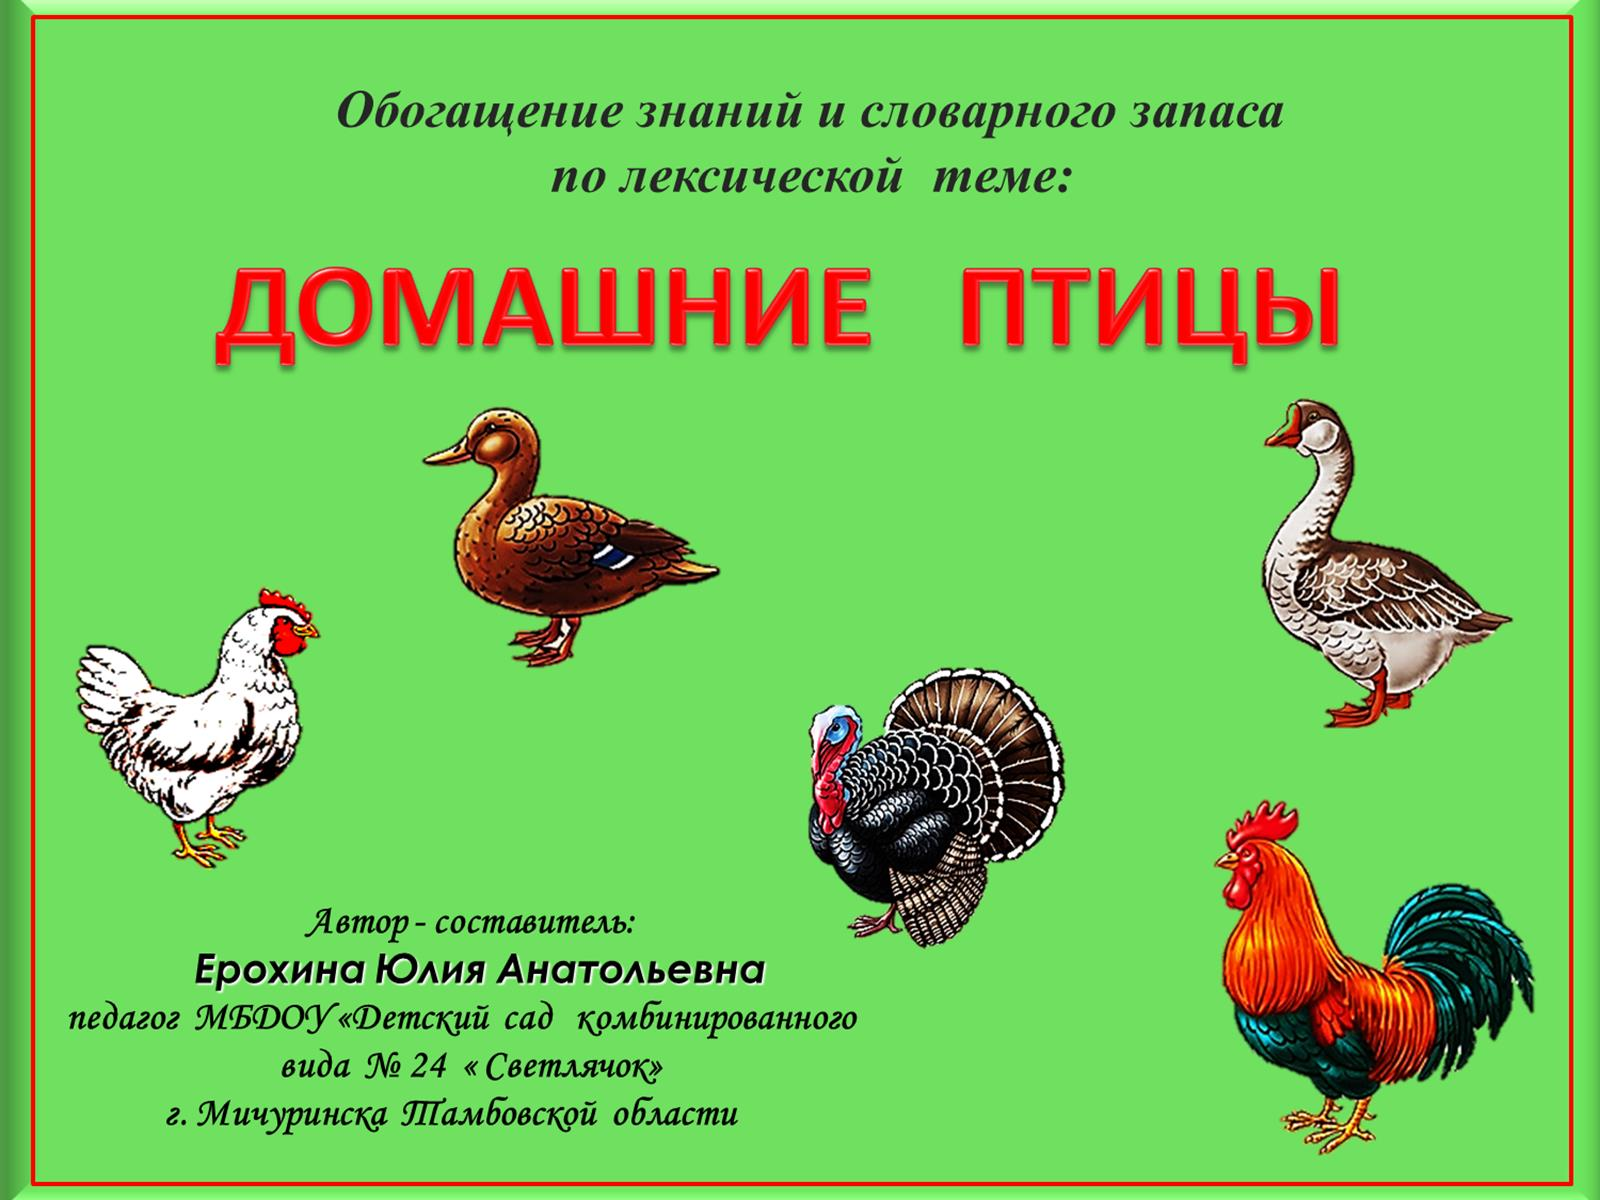 Обогащение знаний и словарного запаса
по лексической теме:
ДОМАШНИЕ ПТИЦЫ
Автор - составитель:
Ерохина Юлия Анатольевна
педагог МБДОУ «Детский сад комбинированного
вида № 24 « Светлячок»
г. Мичуринска Тамбовской области